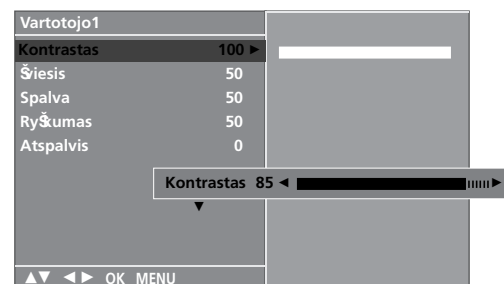 Vartotojo1
Kontrastas 100 ►
Šviesis 50
Spalva 50
Ryškumas 50
Atspalvis 0
Kontrastas 85 ◄ ►
▼
▲▼ ◄► OK MENU